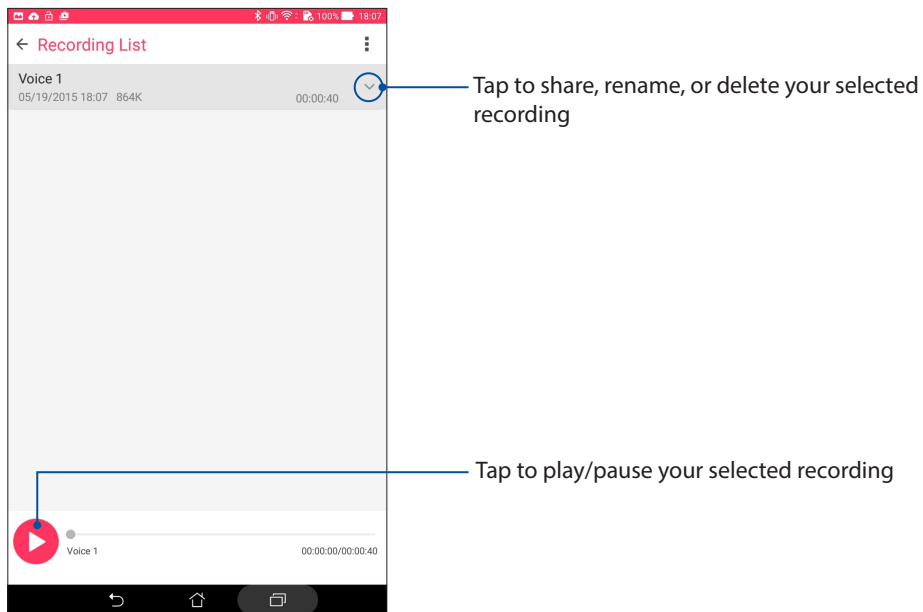 100% 18:07
Recording List
Voice 1
05/19/2015 18:07 864K 00:00:40
Tap to share, rename, or delete your selected
recording
Tap to play/pause your selected recording
Voice 1 00:00:00/00:00:40